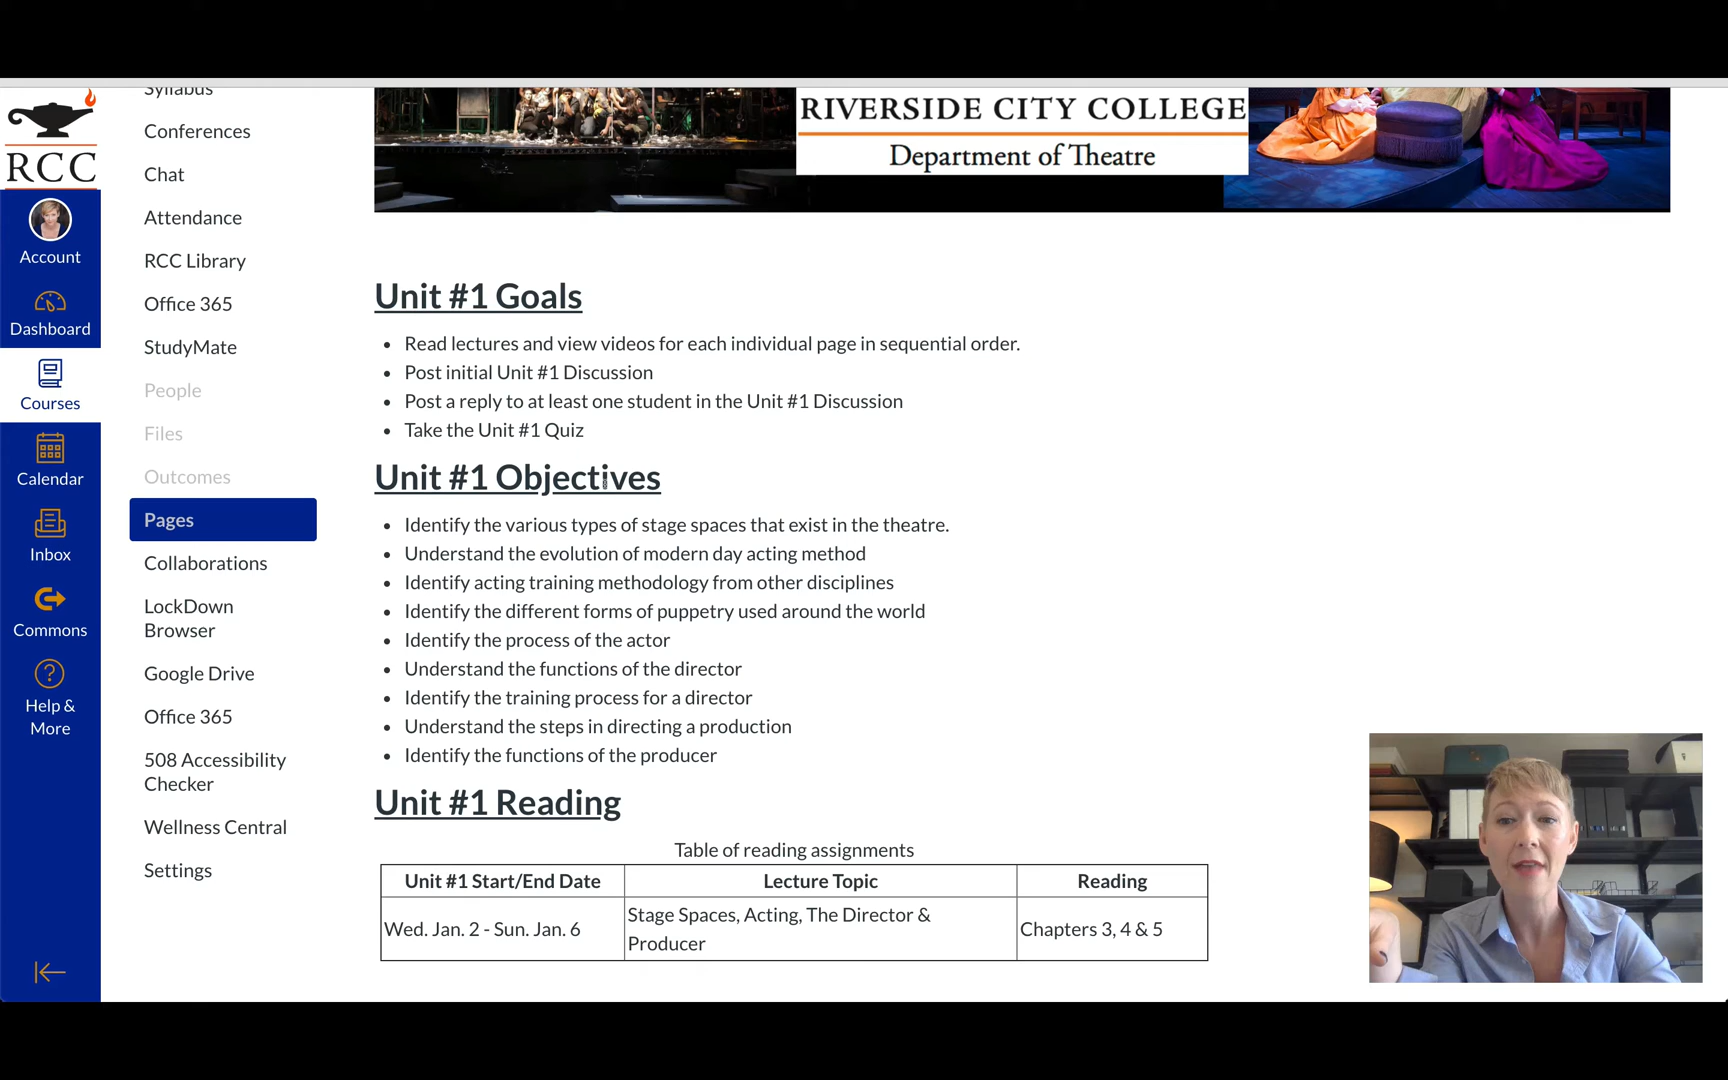 RCC
Account
Dashboard
Courses
Calendar
Inbox
Commons
Help &
More
Syllabus
Conferences
Chat
Attendance
RCC Library
Office 365
StudyMate
People
Files
Outcomes
Pages
Collaborations
LockDown
Browser
Google Drive
Office 365
508 Accessibility
Checker
Wellness Central
Settings
RIVERSIDE CITY COLLEGE
Department of Theatre
Unit #1 Goals
• Read lectures and view videos for each individual page in sequential order.
• Post initial Unit #1 Discussion
• Post a reply to at least one student in the Unit #1 Discussion
• Take the Unit #1 Quiz
Unit #1 Objectives
• Identify the various types of stage spaces that exist in the theatre.
• Understand the evolution of modern day acting method
• Identify acting training methodology from other disciplines
• Identify the different forms of puppetry used around the world
• Identify the process of the actor
• Understand the functions of the director
• Identify the training process for a director
• Understand the steps in directing a production
• Identify the functions of the producer
Unit #1 Reading
Table of reading assignments
Unit #1 Start/End Date Lecture Topic Reading
Wed. Jan. 2 - Sun. Jan. 6 Stage Spaces, Acting, The Director & Chapters 3, 4 & 5
Producer